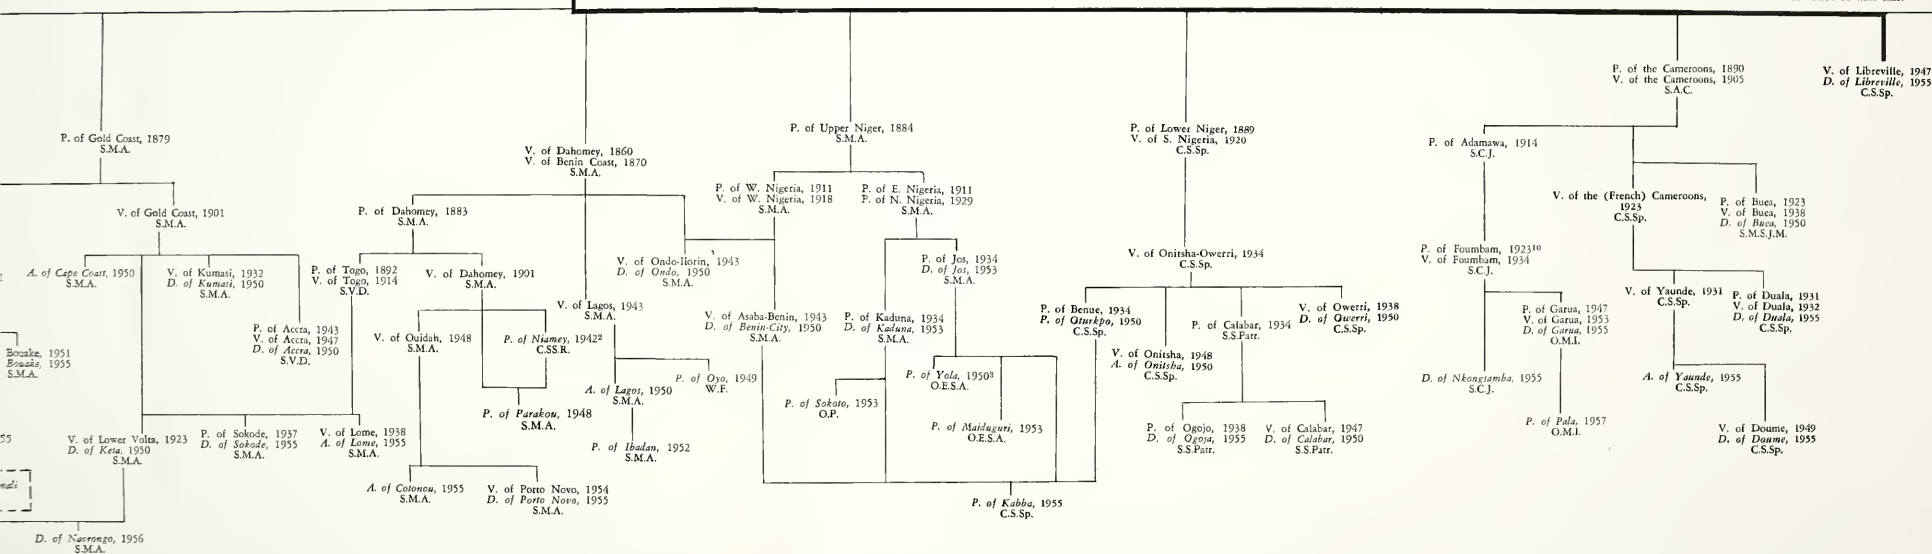 P. of the Cameroons, 1890
V. of the Cameroons, 1905
S.A.C.
V. of Libreville, 1947
D. of Libreville, 1955
C.S.Sp.
P. of Gold Coast, 1879
S.M.A.
V. of Dahomey, 1860
V. of Benin Coast, 1870
S.M.A.
P. of Upper Niger, 1884
S.M.A.
P. of Lower Niger, 1889
V. of S. Nigeria, 1920
C.S.Sp.
P. of Adamawa, 1914
S.C.J.
V. of Gold Coast, 1901
S.M.A.
P. of Dahomey, 1883
S.M.A.
P. of W. Nigeria, 1911
V. of W. Nigeria, 1918
S.M.A.
P. of E. Nigeria, 1911
P. of N. Nigeria, 1929
S.M.A.
V. of the (French) Cameroons,
1923
C.S.Sp.
P. of Buea, 1923
V. of Buea, 1938
D. of Buea, 1950
S.M.S.J.M.
A. of Cape Coast, 1950
S.M.A.
V. of Kumasi, 1932
D. of Kumasi, 1950
S.M.A.
P. of Togo, 1892
V. of Togo, 1914
S.V.D.
V. of Dahomey, 1901
S.M.A.
V. of Ondo-Ilorin, 1943
D. of Ondo, 1950
S.M.A.
P. of Jos, 1934
D. of Jos, 1953
S.M.A.
V. of Onitsha-Owerri, 1934
C.S.Sp.
P. of Foumbam, 1923¹⁰
V. of Foumbam, 1934
S.C.J.
P. of Accra, 1943
V. of Accra, 1947
D. of Accra, 1950
S.V.D.
V. of Ouidah, 1948
S.M.A.
P. of Niamey, 1942²
C.SS.R.
V. of Lagos, 1943
S.M.A.
V. of Asaba-Benin, 1943
D. of Benin-City, 1950
S.M.A.
P. of Kaduna, 1934
D. of Kaduna, 1953
S.M.A.
P. of Benue, 1934
P. of Oturkpo, 1950
C.S.Sp.
P. of Calabar, 1934
S.S.Patr.
V. of Owerri, 1938
D. of Owerri, 1950
C.S.Sp.
P. of Garua, 1947
V. of Garua, 1953
D. of Garua, 1955
O.M.I.
V. of Yaunde, 1931
C.S.Sp.
P. of Duala, 1931
V. of Duala, 1932
D. of Duala, 1955
C.S.Sp.
Bouake, 1951
Bouake, 1955
S.M.A.
P. of Parakou, 1948
S.M.A.
A. of Lagos, 1950
S.M.A.
P. of Oyo, 1949
W.F.
P. of Sokoto, 1953
O.P.
P. of Yola, 1950³
O.E.S.A.
P. of Maiduguri, 1953
O.E.S.A.
V. of Onitsha, 1948
A. of Onitsha, 1950
C.S.Sp.
D. of Nkongsamba, 1955
S.C.J.
A. of Yaunde, 1955
C.S.Sp.
55
V. of Lower Volta, 1923
D. of Keta, 1950
S.M.A.
P. of Sokode, 1937
D. of Sokode, 1955
S.M.A.
V. of Lome, 1938
A. of Lome, 1955
S.M.A.
P. of Ibadan, 1952
S.M.A.
P. of Ogojo, 1938
D. of Ogoja, 1955
S.S.Patr.
V. of Calabar, 1947
D. of Calabar, 1950
S.S.Patr.
P. of Pala, 1957
O.M.I.
V. of Doume, 1949
D. of Doume, 1955
C.S.Sp.
A. of Cotonou, 1955
S.M.A.
V. of Porto Novo, 1954
D. of Porto Novo, 1955
S.M.A.
P. of Kabba, 1955
C.S.Sp.
D. of Navrongo, 1956
S.M.A.